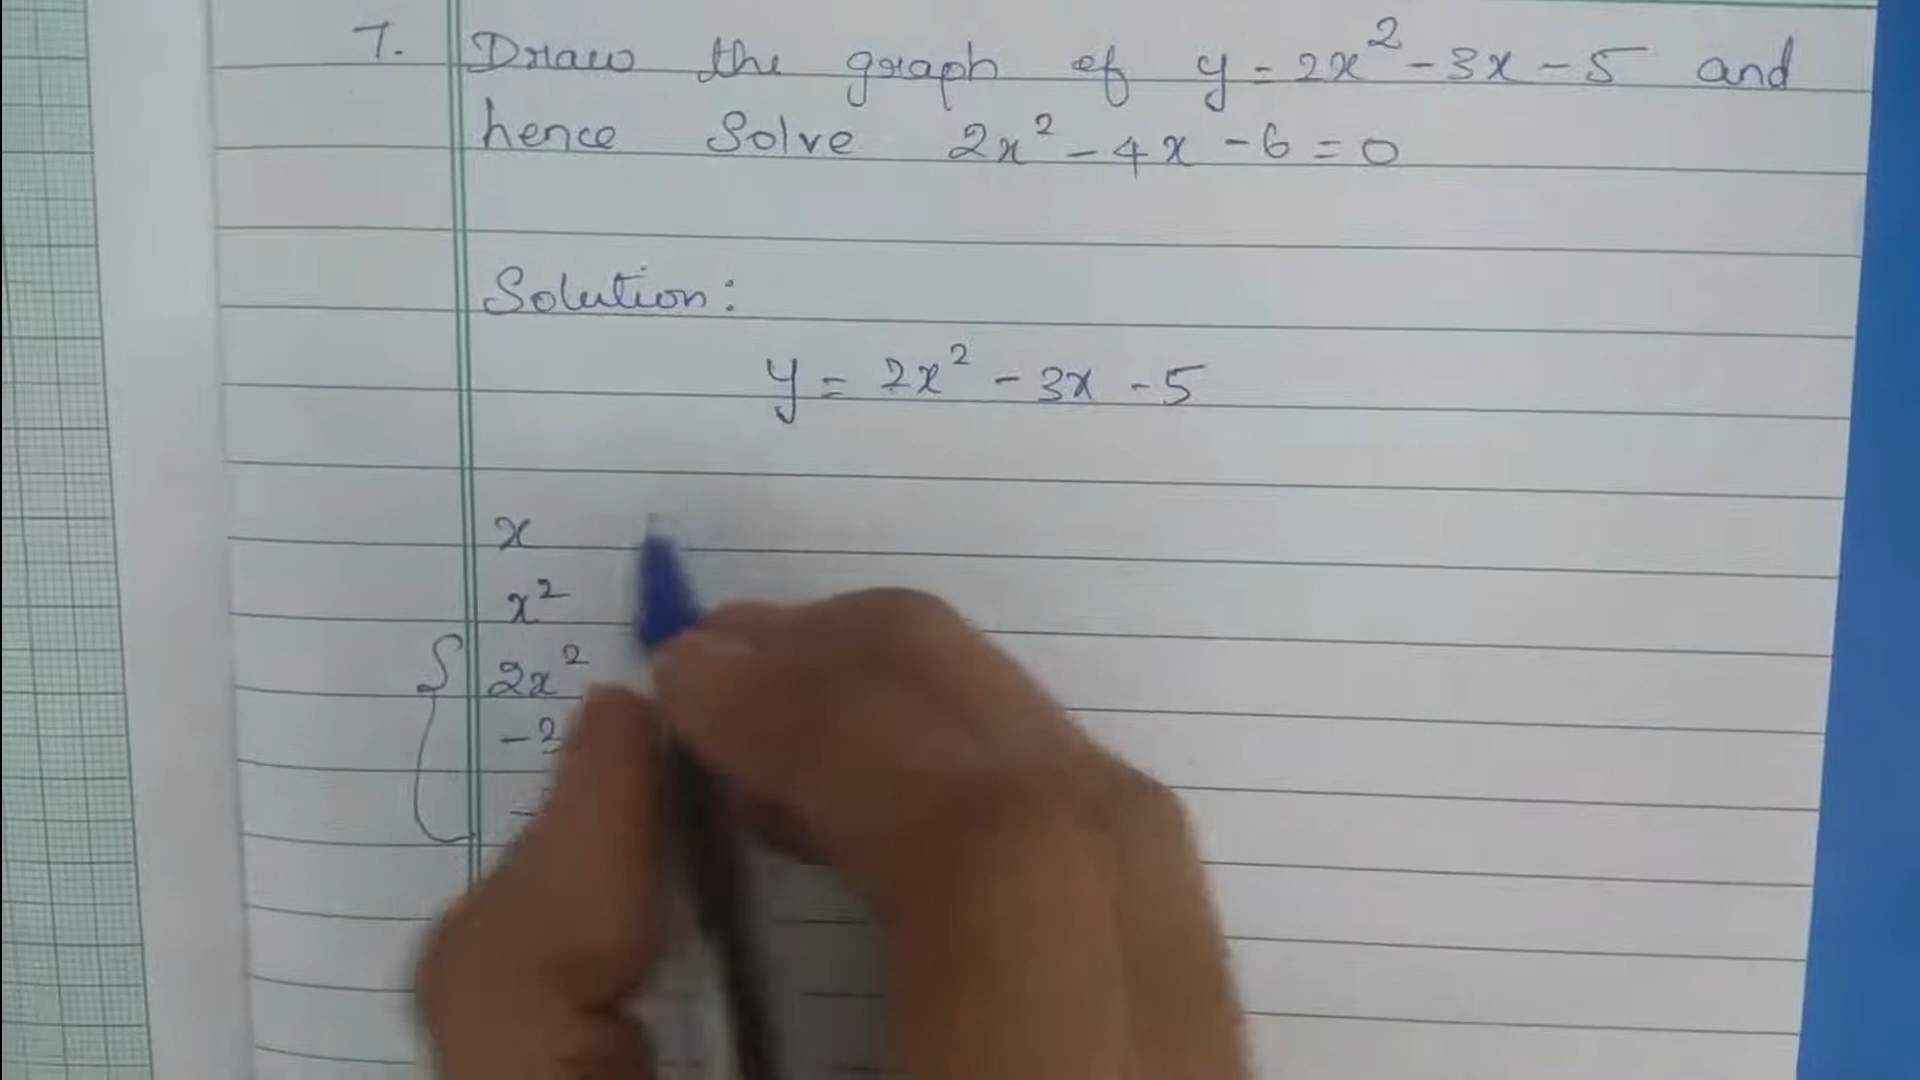 7. Draw the graph of y = 2x² - 3x - 5 and
hence Solve 2x² - 4x - 6 = 0
Solution:
y = 2x² - 3x - 5
x
x²
2x²
-3
-